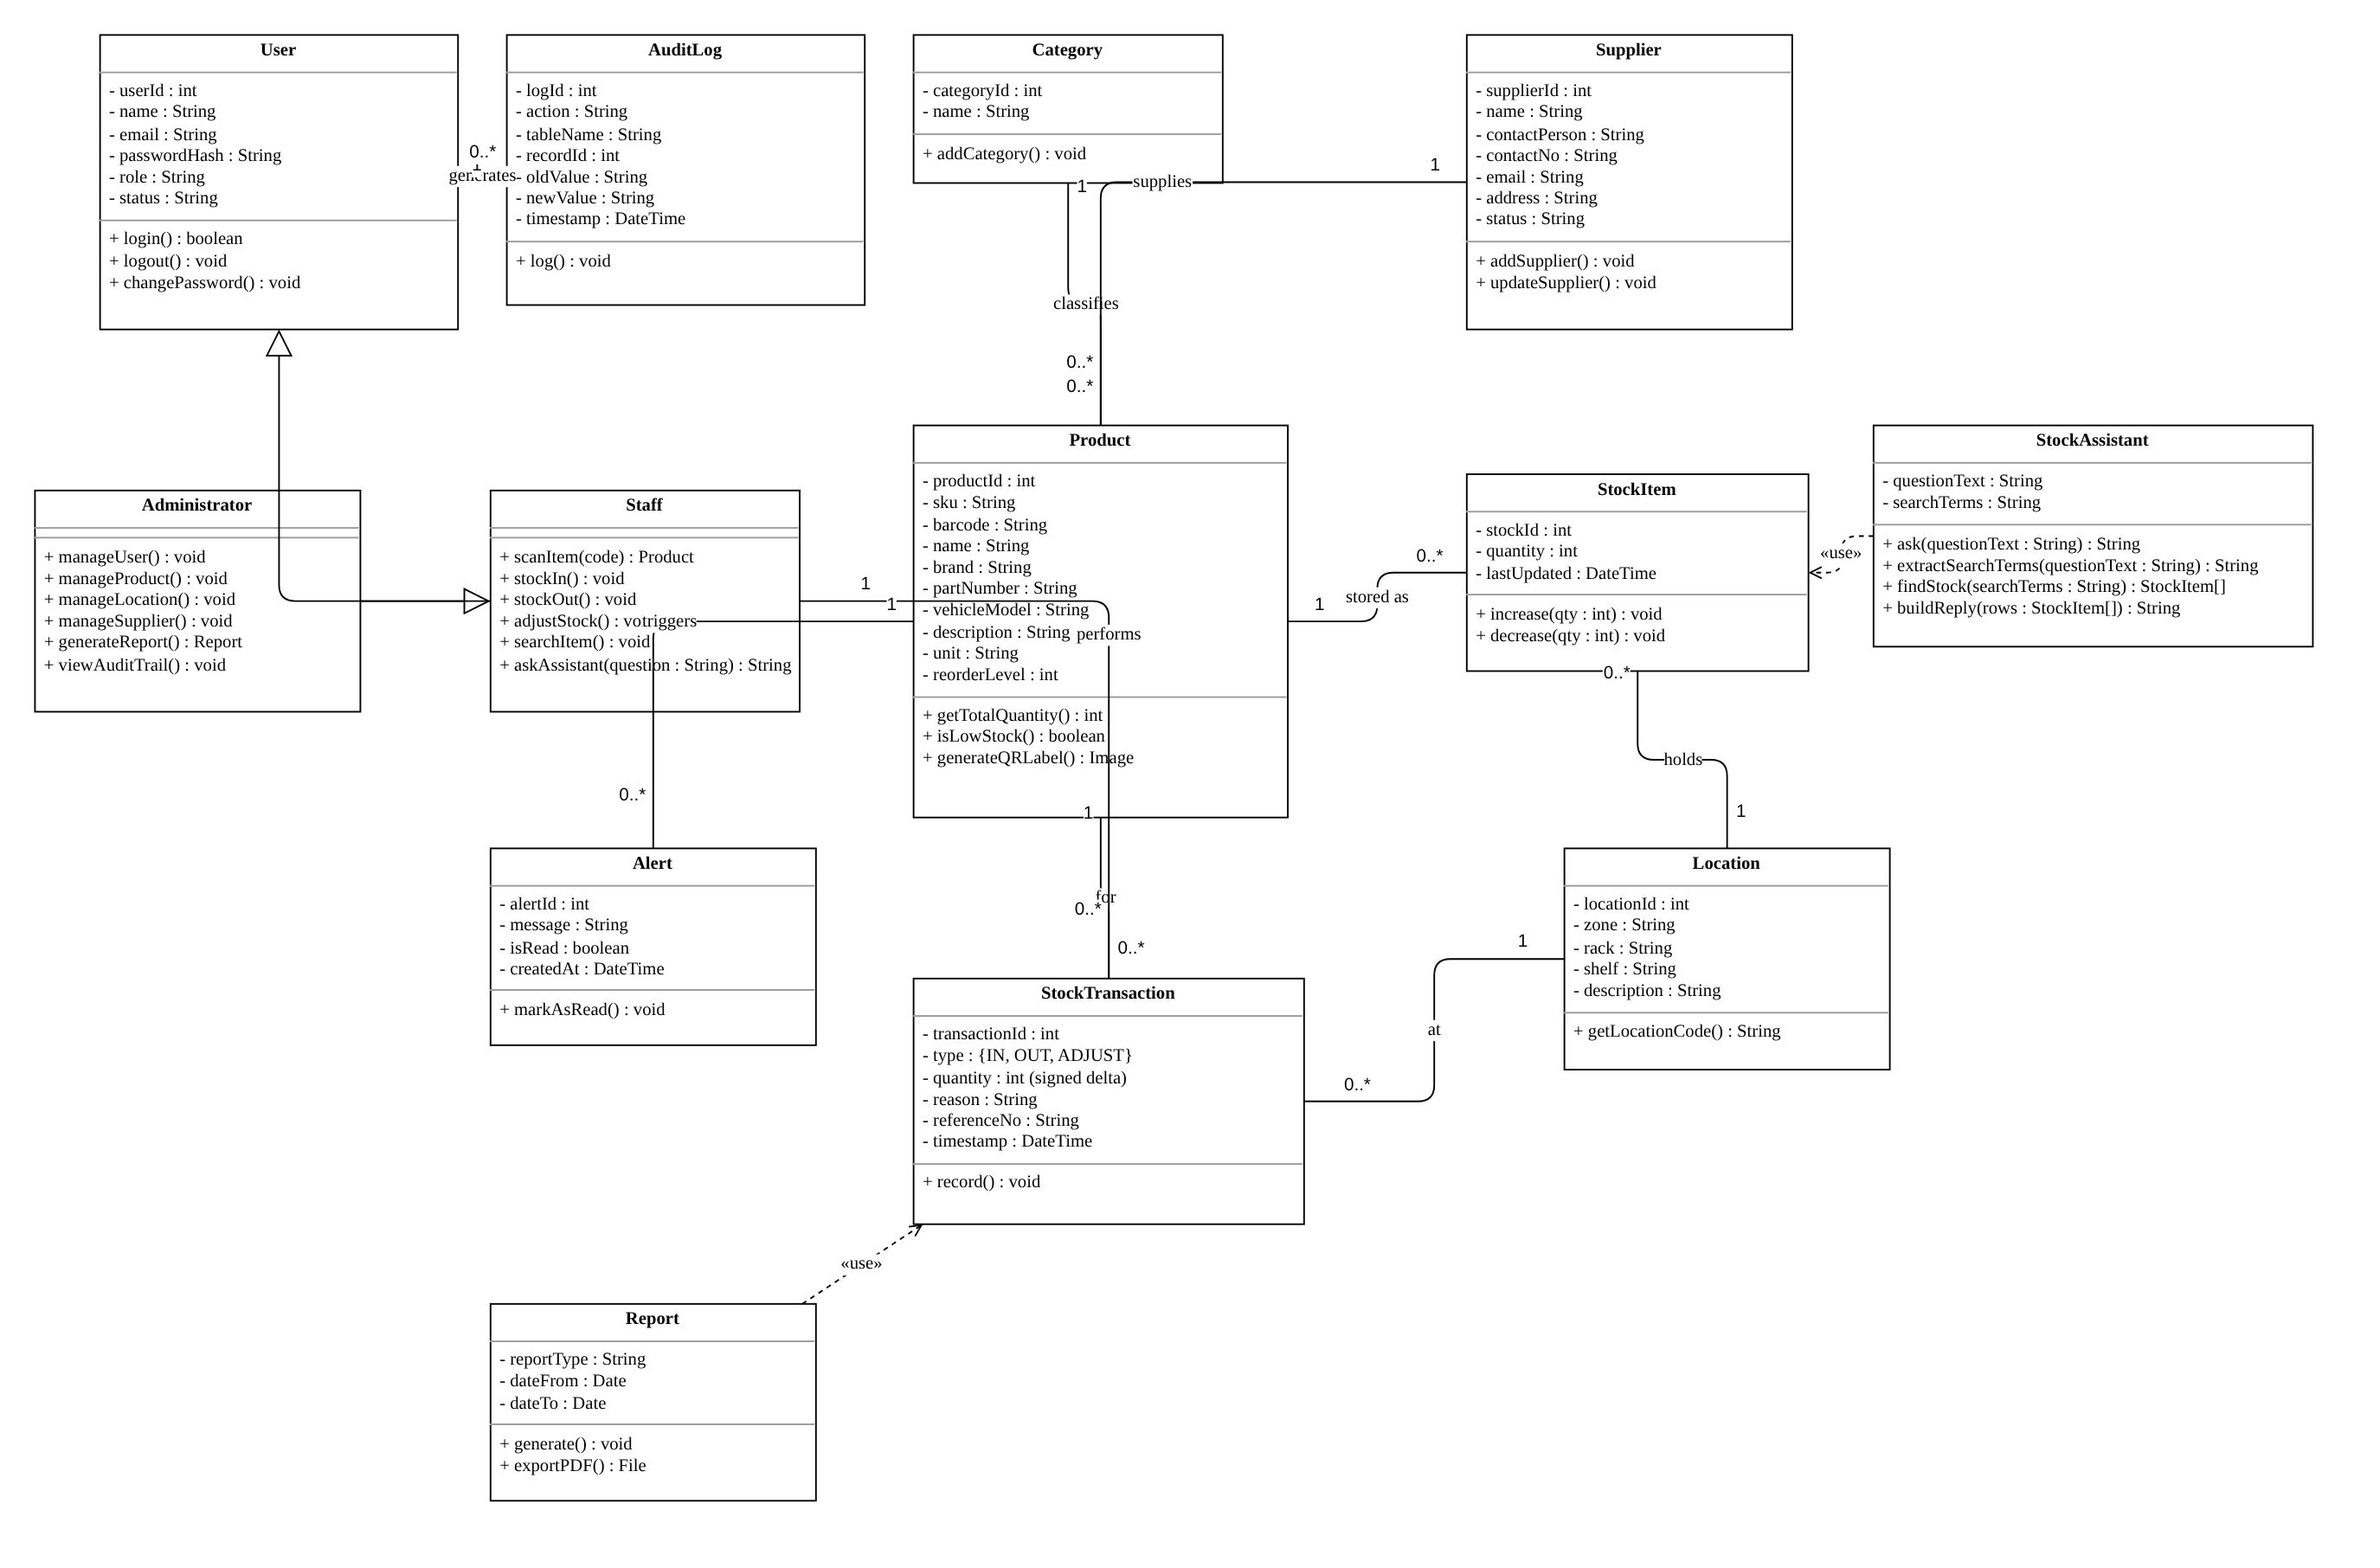 User
- userId : int
- name : String
- email : String
- passwordHash : String
- role : String
- status : String
+ login() : boolean
+ logout() : void
+ changePassword() : void
0..*
1
generates
AuditLog
- logId : int
- action : String
- tableName : String
- recordId : int
- oldValue : String
- newValue : String
- timestamp : DateTime
+ log() : void
Category
- categoryId : int
- name : String
+ addCategory() : void
1
supplies
1
classifies
0..*
0..*
Supplier
- supplierId : int
- name : String
- contactPerson : String
- contactNo : String
- email : String
- address : String
- status : String
+ addSupplier() : void
+ updateSupplier() : void
Administrator
+ manageUser() : void
+ manageProduct() : void
+ manageLocation() : void
+ manageSupplier() : void
+ generateReport() : Report
+ viewAuditTrail() : void
Staff
+ scanItem(code) : Product
+ stockIn() : void
+ stockOut() : void
+ adjustStock() : vo
triggers
+ searchItem() : void
+ askAssistant(question : String) : String
1
1
Product
- productId : int
- sku : String
- barcode : String
- name : String
- brand : String
- partNumber : String
- vehicleModel : String
- description : String
performs
- unit : String
- reorderLevel : int
+ getTotalQuantity() : int
+ isLowStock() : boolean
+ generateQRLabel() : Image
1
stored as
0..*
StockItem
- stockId : int
- quantity : int
- lastUpdated : DateTime
+ increase(qty : int) : void
+ decrease(qty : int) : void
«use»
StockAssistant
- questionText : String
- searchTerms : String
+ ask(questionText : String) : String
+ extractSearchTerms(questionText : String) : String
+ findStock(searchTerms : String) : StockItem[]
+ buildReply(rows : StockItem[]) : String
0..*
holds
1
0..*
1
for
0..*
0..*
Alert
- alertId : int
- message : String
- isRead : boolean
- createdAt : DateTime
+ markAsRead() : void
Location
- locationId : int
- zone : String
- rack : String
- shelf : String
- description : String
+ getLocationCode() : String
1
at
0..*
StockTransaction
- transactionId : int
- type : {IN, OUT, ADJUST}
- quantity : int (signed delta)
- reason : String
- referenceNo : String
- timestamp : DateTime
+ record() : void
«use»
Report
- reportType : String
- dateFrom : Date
- dateTo : Date
+ generate() : void
+ exportPDF() : File